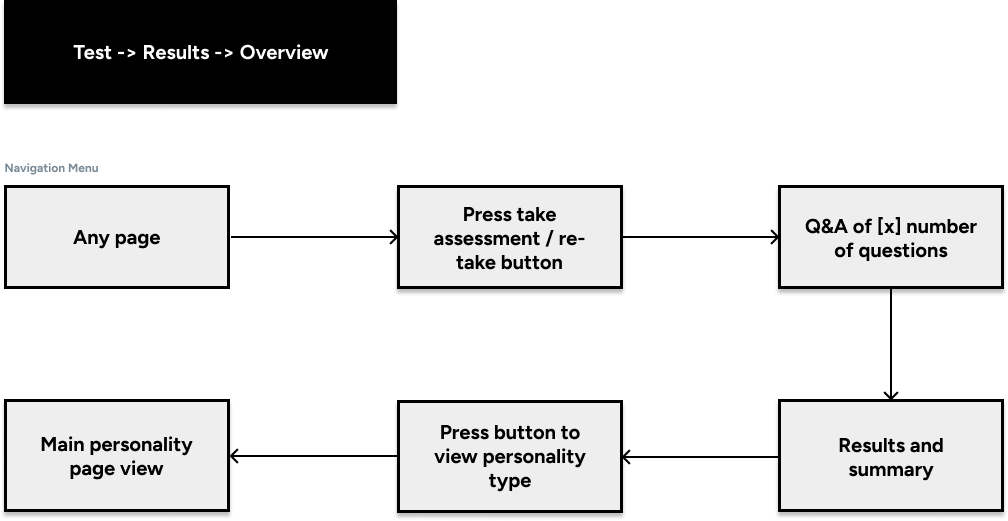 Test -> Results -> Overview
Navigation Menu
Any page
Press take
assessment / re-
take button
Q&A of [x] number
of questions
Main personality
page view
Press button to
view personality
type
Results and
summary